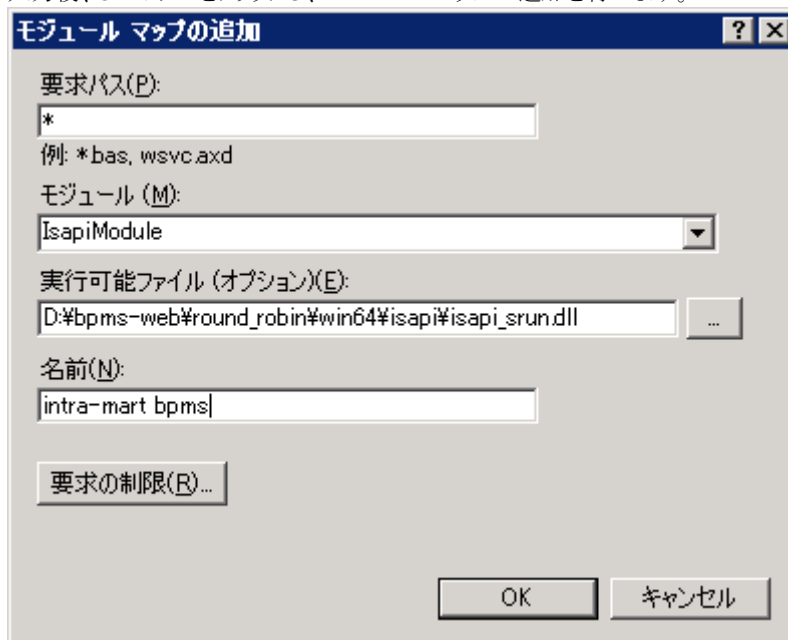 モジュール マップの追加
要求パス(P):
*
例: *.bas, wsvc.axd
モジュール (M):
IsapiModule
実行可能ファイル (オプション)(E):
D:¥bpms-web¥round_robin¥win64¥isapi¥isapi_srun.dll
...
名前(N):
intra-mart bpms
要求の制限(R)...
OK
キャンセル